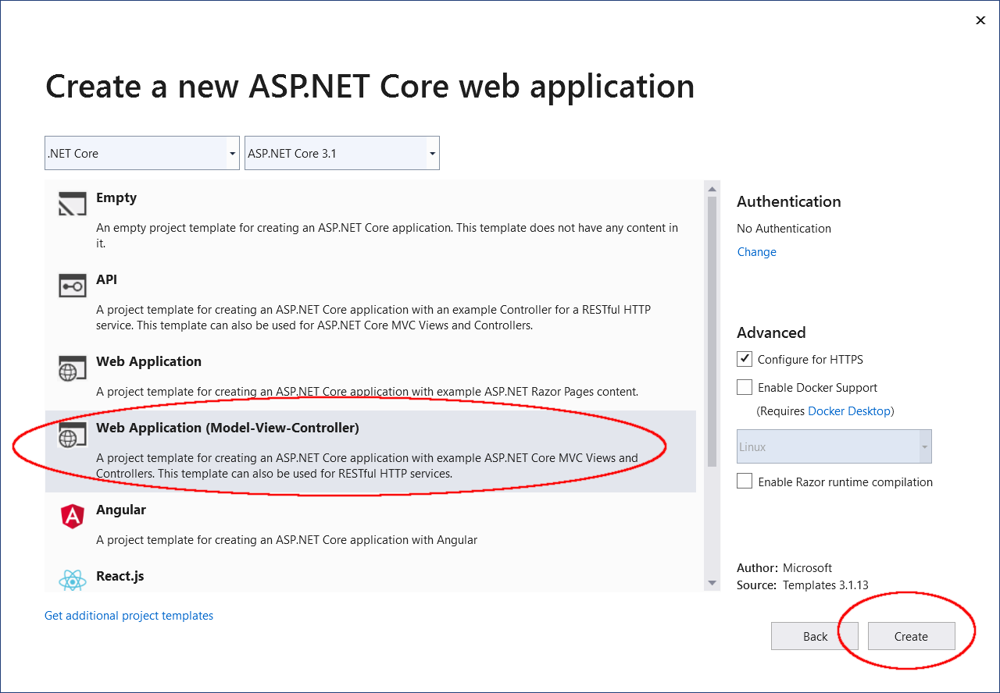 Create a new ASP.NET Core web application
.NET Core
ASP.NET Core 3.1
Empty
An empty project template for creating an ASP.NET Core application. This template does not have any content in
it.
API
A project template for creating an ASP.NET Core application with an example Controller for a RESTful HTTP
service. This template can also be used for ASP.NET Core MVC Views and Controllers.
Web Application
A project template for creating an ASP.NET Core application with example ASP.NET Razor Pages content.
Web Application (Model-View-Controller)
A project template for creating an ASP.NET Core application with example ASP.NET Core MVC Views and
Controllers. This template can also be used for RESTful HTTP services.
Angular
A project template for creating an ASP.NET Core application with Angular
React.js
Get additional project templates
Authentication
No Authentication
Change
Advanced
Configure for HTTPS
Enable Docker Support
(Requires Docker Desktop)
Linux
Enable Razor runtime compilation
Author: Microsoft
Source: Templates 3.1.13
Back
Create